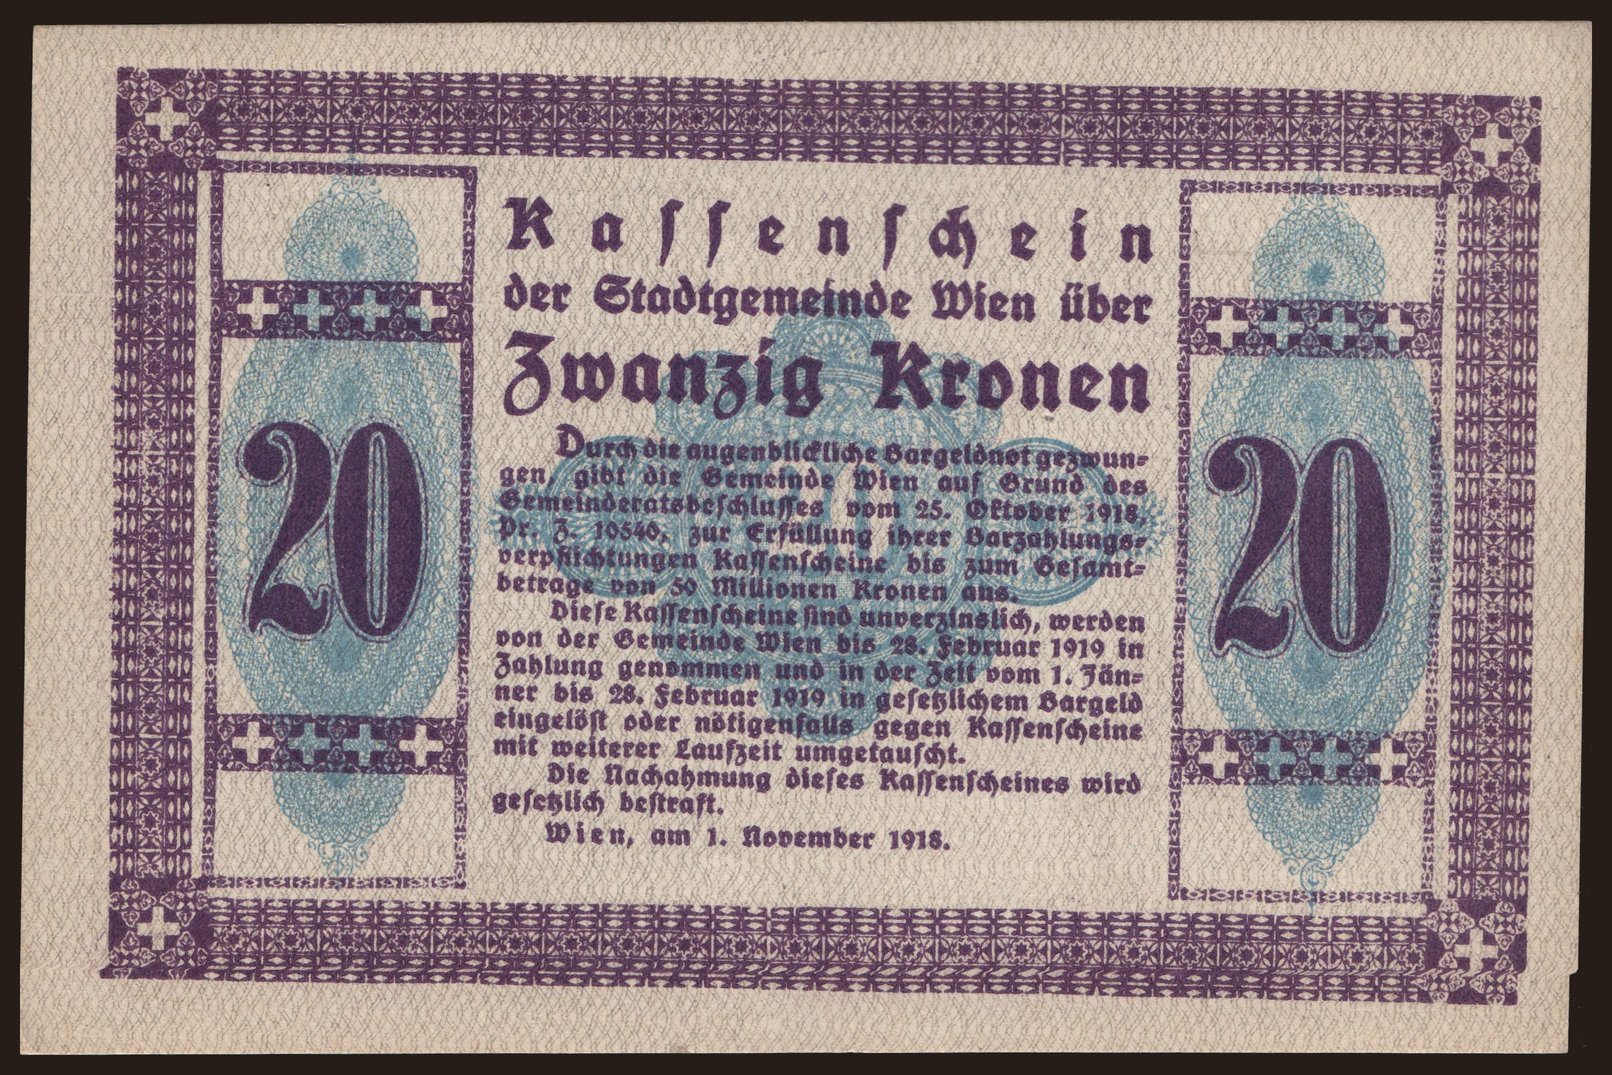 Kassenschein
der Stadtgemeinde Wien über
Zwanzig Kronen
20
20
Durch die augenblickliche Bargeldnot gezwun-
gen, gibt die Gemeinde Wien auf Grund des
Gemeinderatsbeschlusses vom 25. Oktober 1918,
Pr. Z. 10540, zur Erfüllung ihrer Barzahlungs-
verpflichtungen Kassenscheine bis zum Gesamt-
betrage von 50 Millionen Kronen aus.
Diese Kassenscheine sind unverzinslich, werden
von der Gemeinde Wien bis 28. Februar 1919 in
Zahlung genommen und in der Zeit vom 1. Jän-
ner bis 28. Februar 1919 in gesetzlichem Bargeld
eingelöst oder nötigenfalls gegen Kassenscheine
mit weiterer Laufzeit umgetauscht.
Die Nachahmung dieses Kassenscheines wird
gesetzlich bestraft.
Wien, am 1. November 1918.